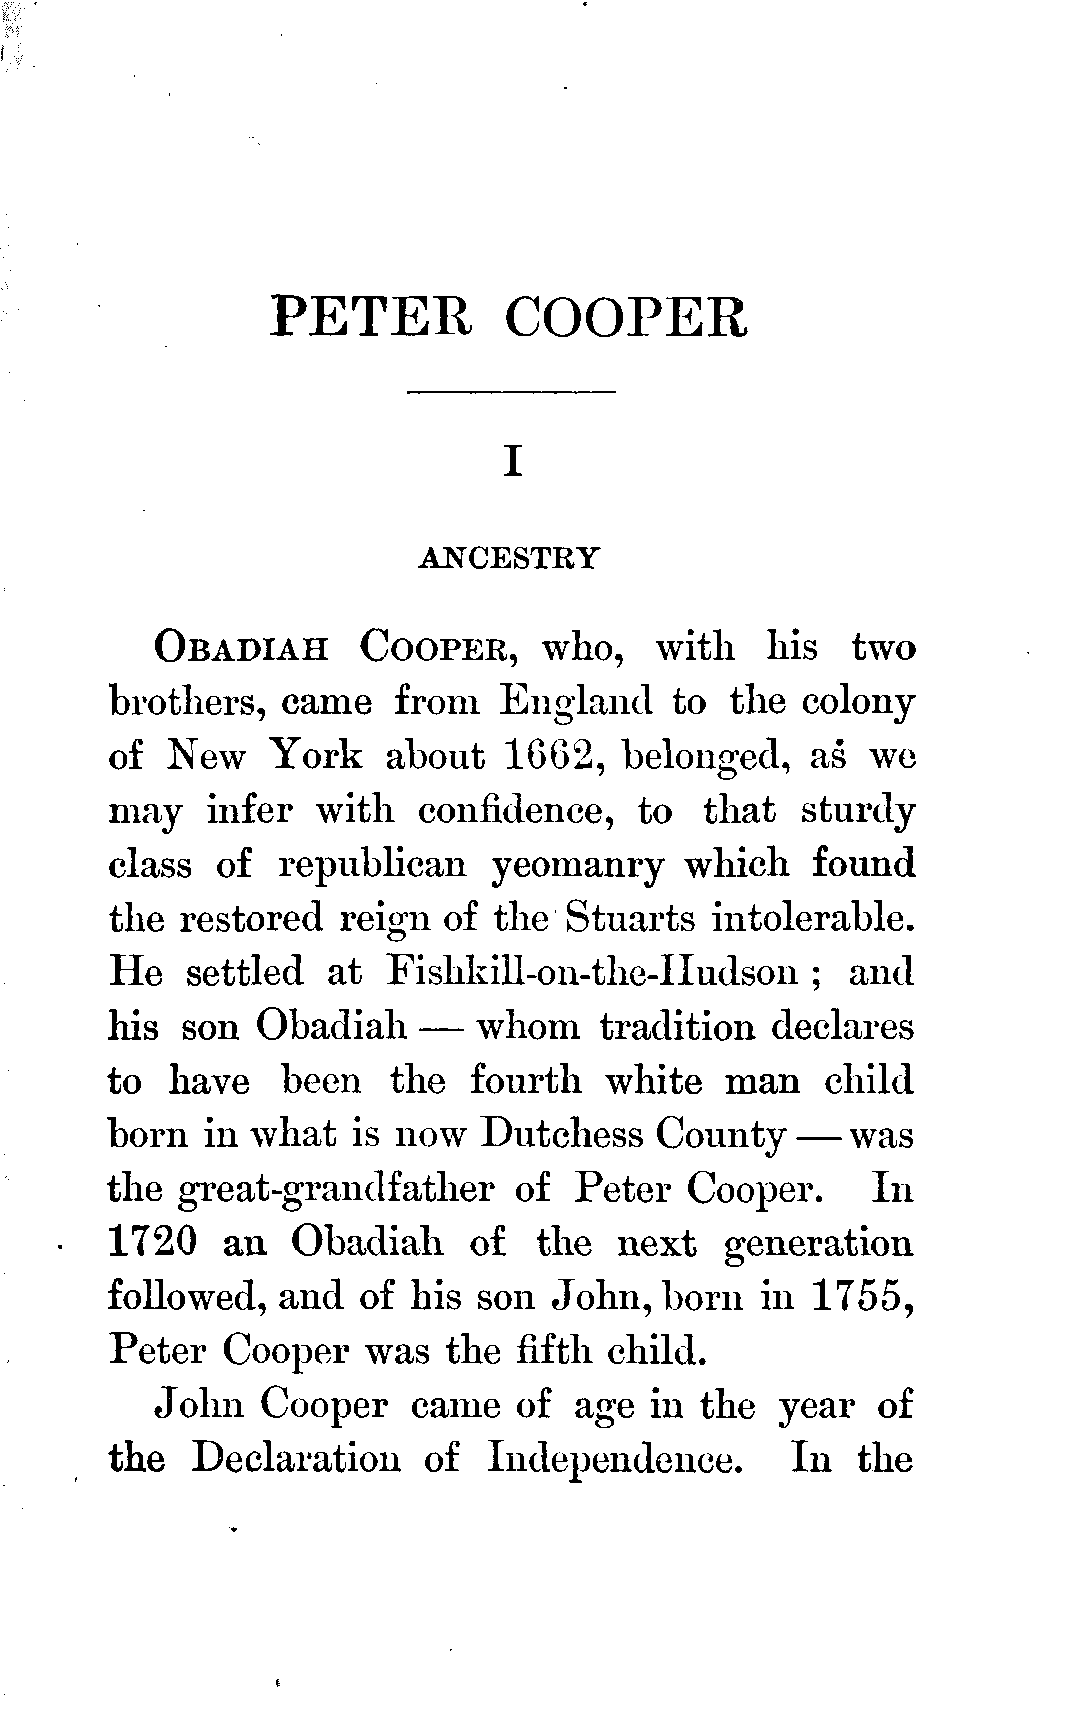 PETER COOPER
I
ANCESTRY
OBADIAH COOPER, who, with his two
brothers, came from England to the colony
of New York about 1662, belonged, as we
may infer with confidence, to that sturdy
class of republican yeomanry which found
the restored reign of the Stuarts intolerable.
He settled at Fishkill-on-the-Hudson ; and
his son Obadiah — whom tradition declares
to have been the fourth white man child
born in what is now Dutchess County — was
the great-grandfather of Peter Cooper. In
1720 an Obadiah of the next generation
followed, and of his son John, born in 1755,
Peter Cooper was the fifth child.
John Cooper came of age in the year of
the Declaration of Independence. In the